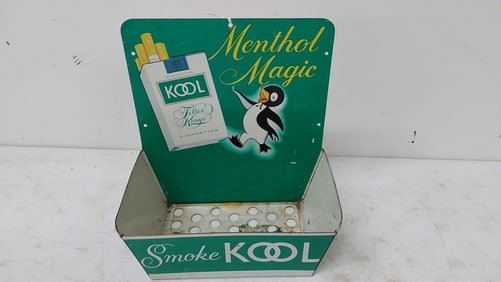 Menthol
Magic
KOOL
Filter
Kings
CIGARETTES
Smoke KOOL